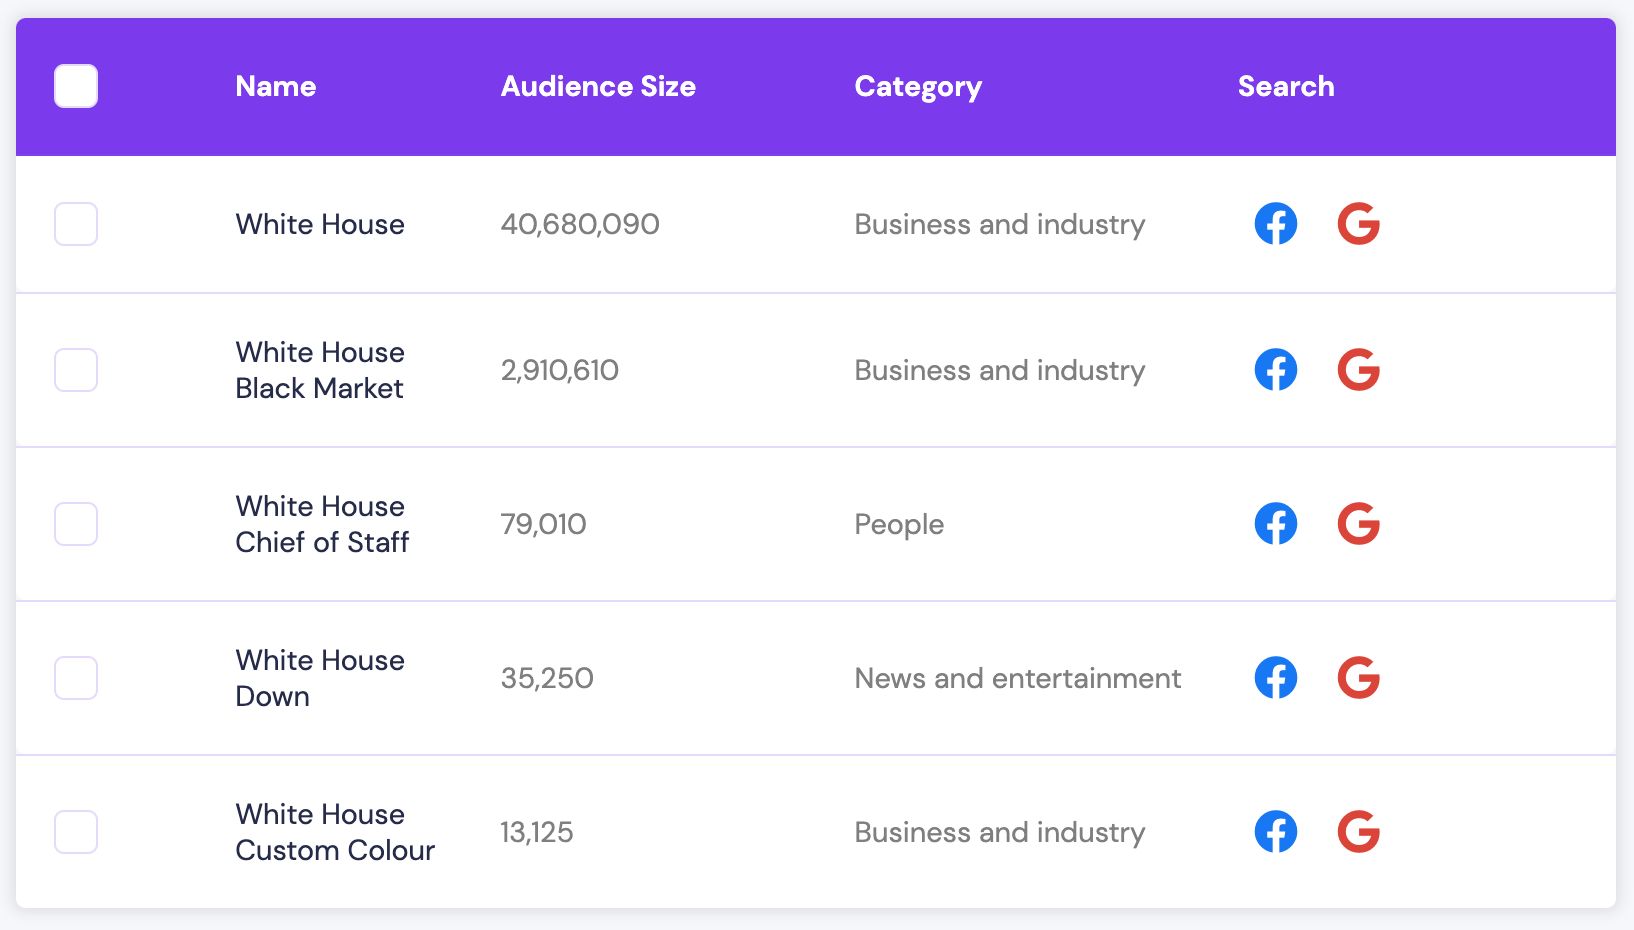 Name Audience Size Category Search
White House 40,680,090 Business and industry
White House
Black Market 2,910,610 Business and industry
White House
Chief of Staff 79,010 People
White House
Down 35,250 News and entertainment
White House
Custom Colour 13,125 Business and industry